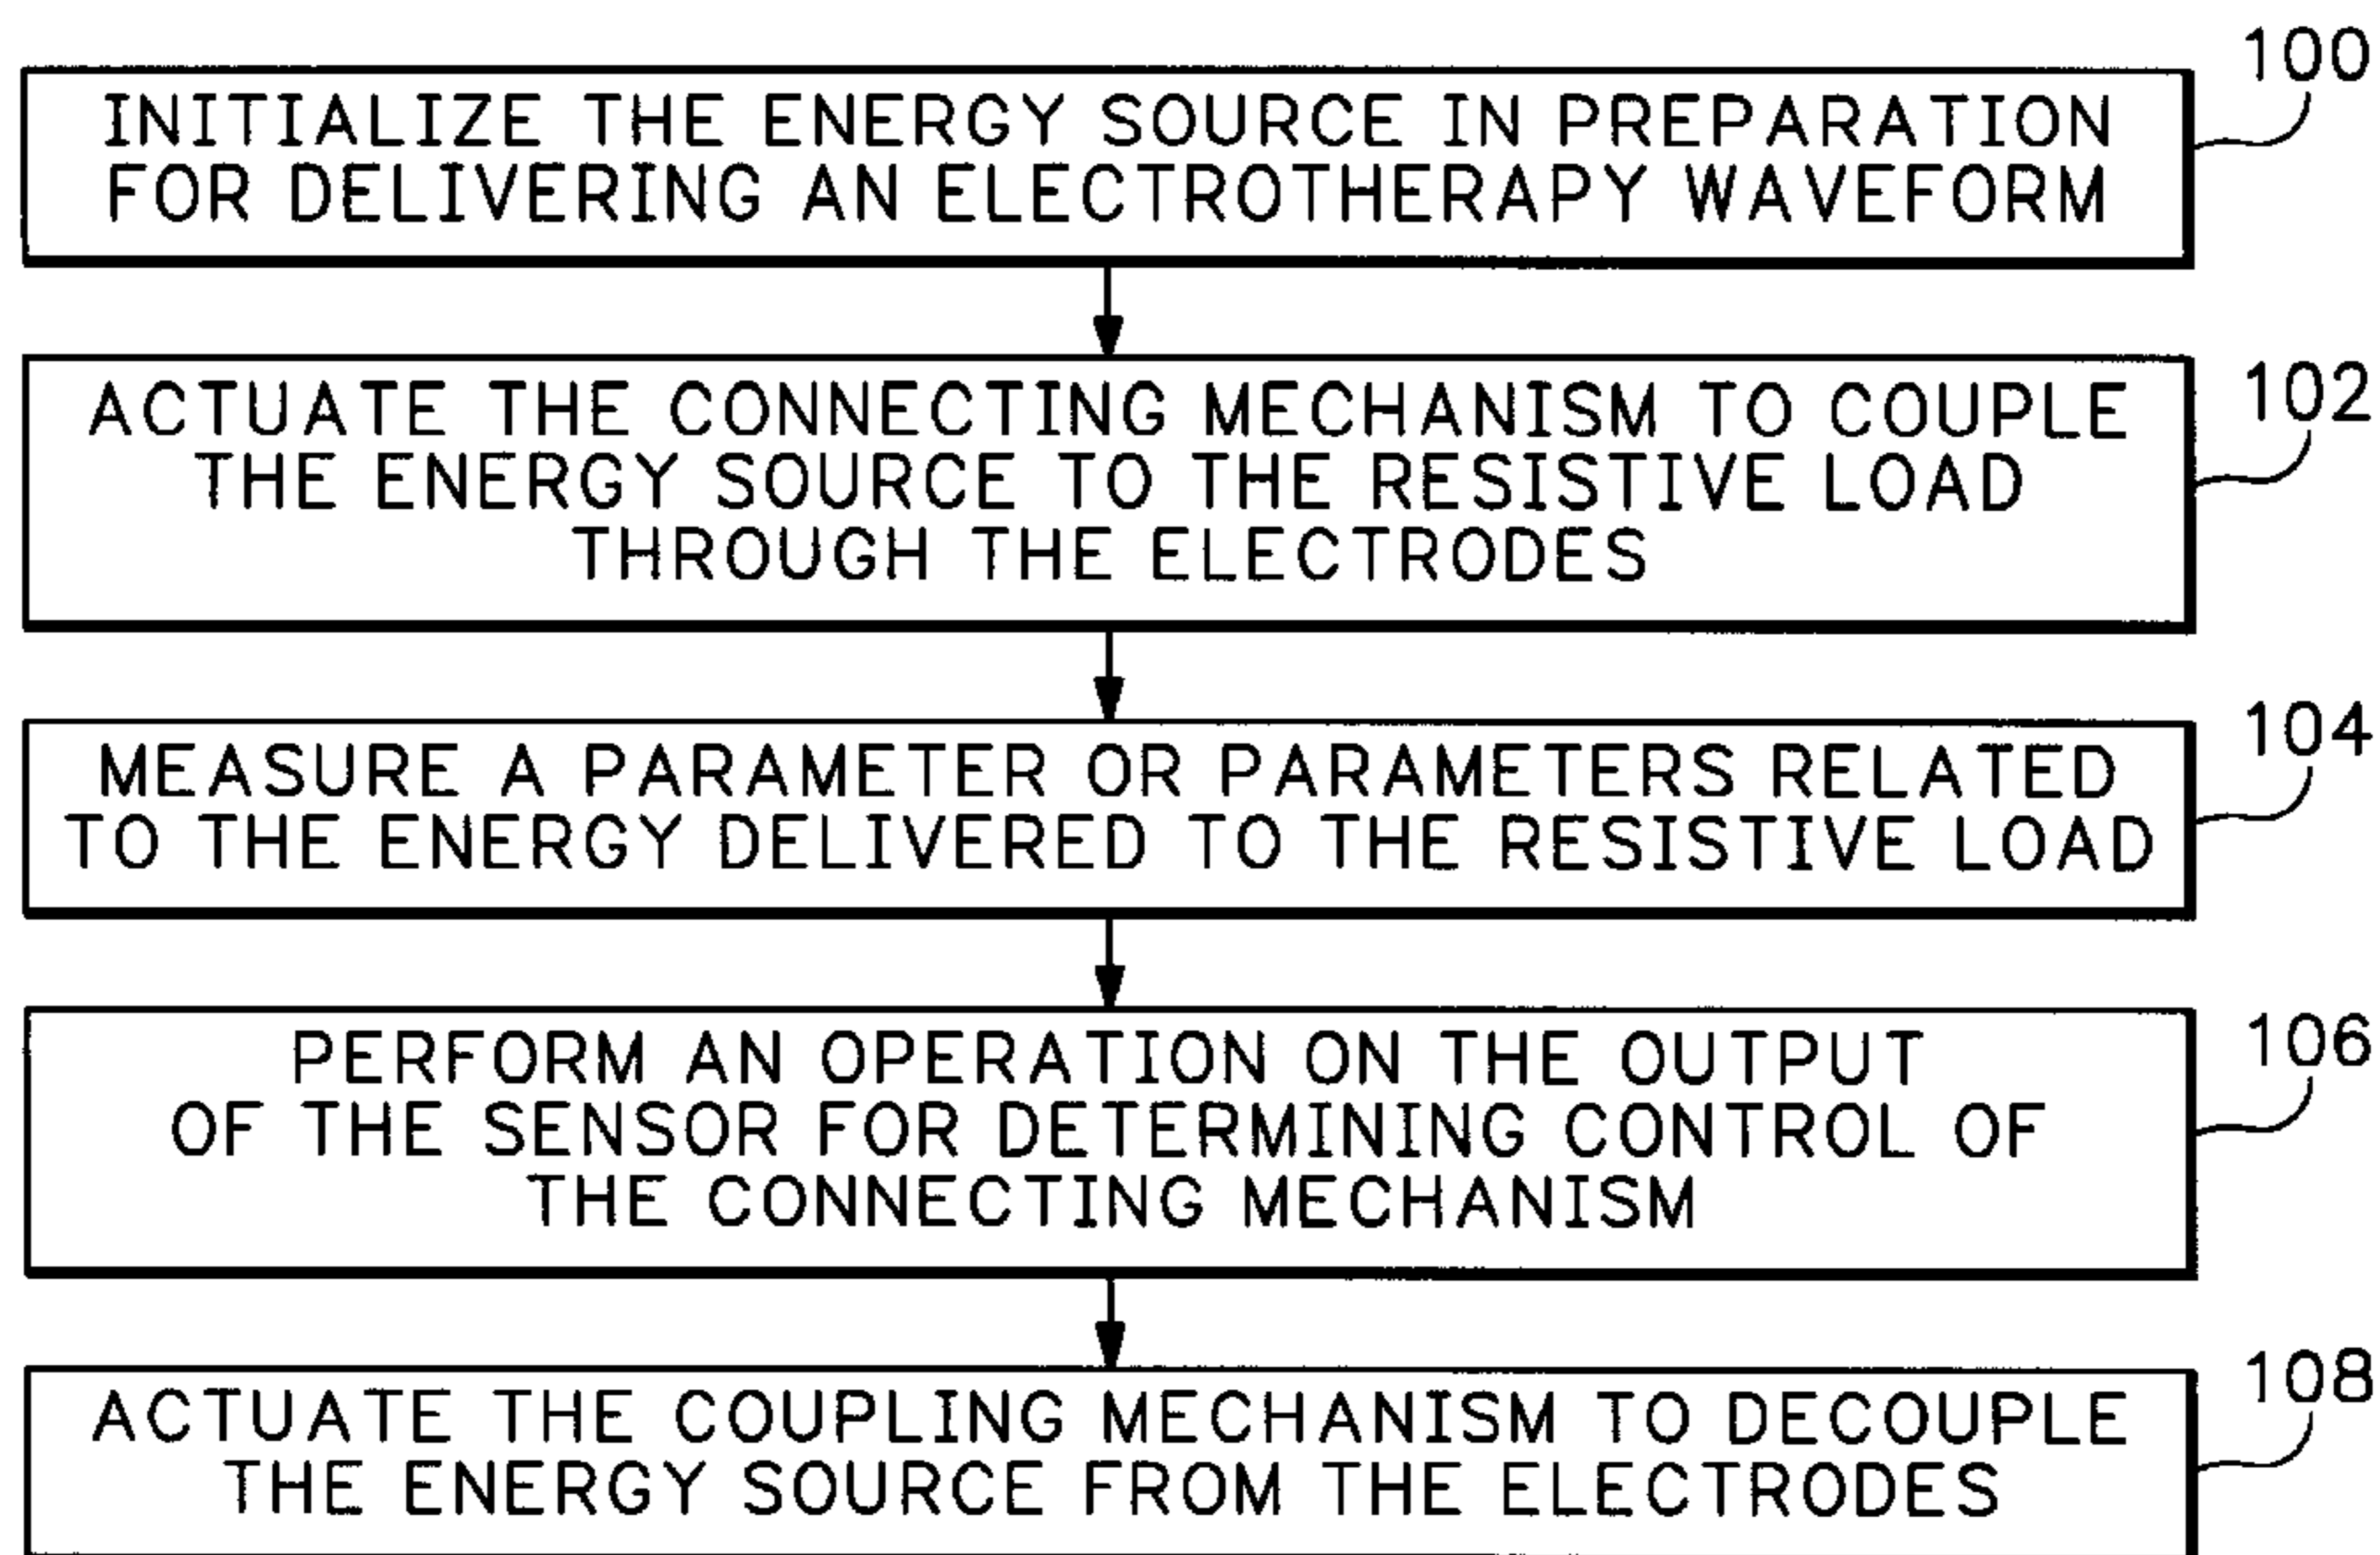 100
INITIALIZE THE ENERGY SOURCE IN PREPARATION
FOR DELIVERING AN ELECTROTHERAPY WAVEFORM
102
ACTUATE THE CONNECTING MECHANISM TO COUPLE
THE ENERGY SOURCE TO THE RESISTIVE LOAD
THROUGH THE ELECTRODES
104
MEASURE A PARAMETER OR PARAMETERS RELATED
TO THE ENERGY DELIVERED TO THE RESISTIVE LOAD
106
PERFORM AN OPERATION ON THE OUTPUT
OF THE SENSOR FOR DETERMINING CONTROL OF
THE CONNECTING MECHANISM
108
ACTUATE THE COUPLING MECHANISM TO DECOUPLE
THE ENERGY SOURCE FROM THE ELECTRODES